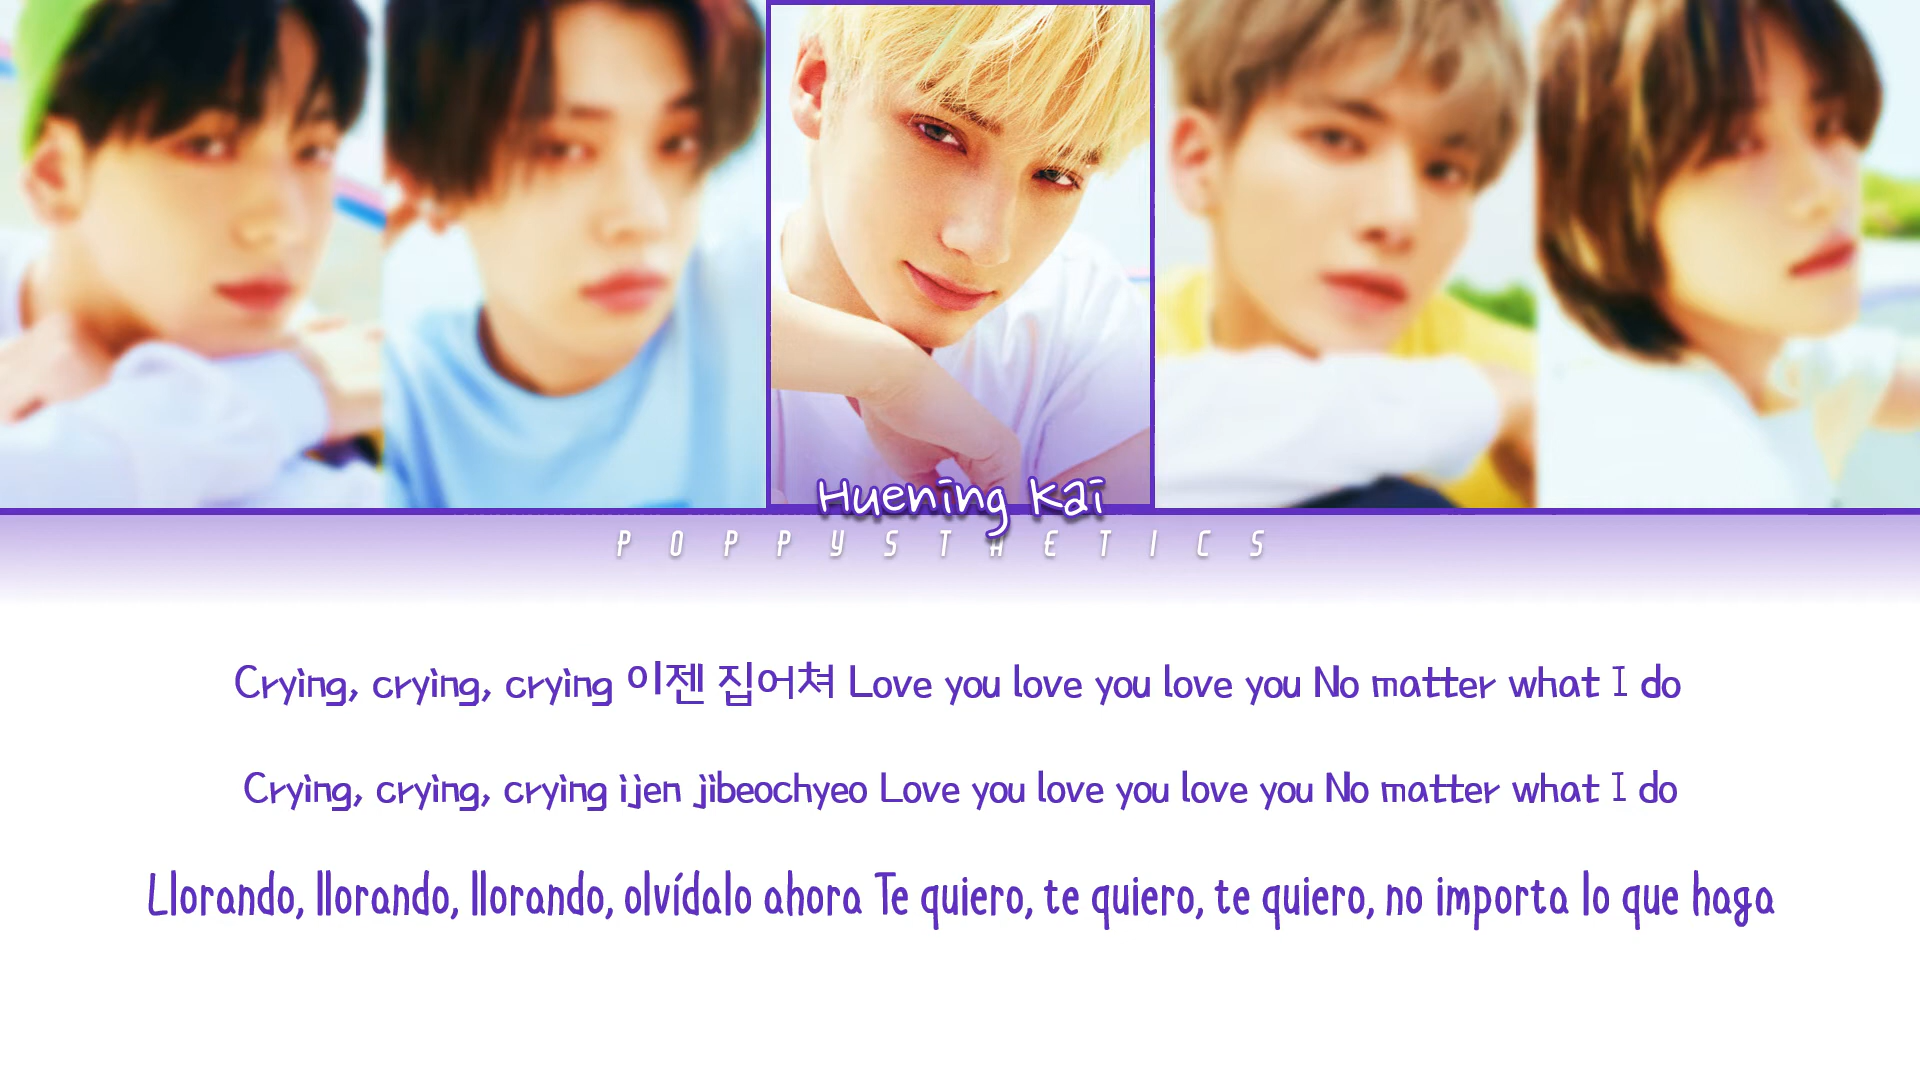 Huening Kai
POPPYSTHETICS
Crying, crying, crying 이젠 집어쳐 Love you love you love you No matter what I do
Crying, crying, crying ijen jibeochyeo Love you love you love you No matter what I do
Llorando, llorando, llorando, olvídalo ahora Te quiero, te quiero, te quiero, no importa lo que haga